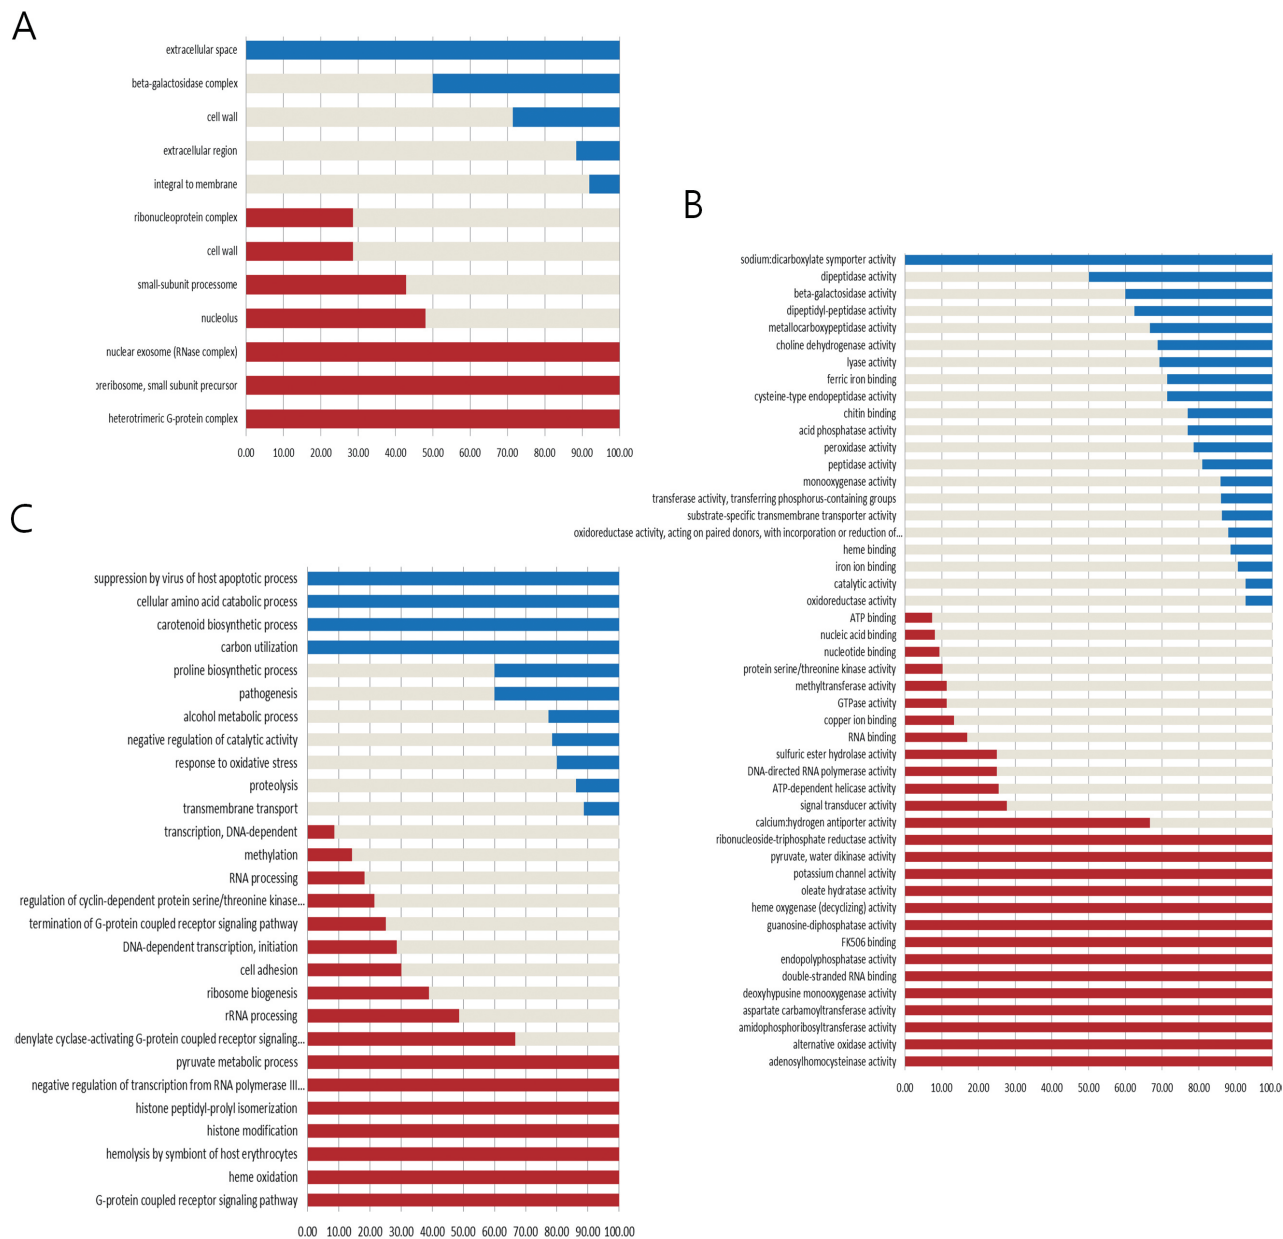 A
extracellular space
beta-galactosidase complex
cell wall
extracellular region
integral to membrane
ribonucleoprotein complex
cell wall
small-subunit processome
nucleolus
nuclear exosome (RNase complex)
oreribosome, small subunit precursor
heterotrimeric G-protein complex
0.00 10.00 20.00 30.00 40.00 50.00 60.00 70.00 80.00 90.00 100.00
B
sodium:dicarboxylate symporter activity
dipeptidase activity
beta-galactosidase activity
dipeptidyl-peptidase activity
metallocarboxypeptidase activity
choline dehydrogenase activity
lyase activity
ferric iron binding
cysteine-type endopeptidase activity
chitin binding
acid phosphatase activity
peroxidase activity
peptidase activity
monooxygenase activity
transferase activity, transferring phosphorus-containing groups
substrate-specific transmembrane transporter activity
oxidoreductase activity, acting on paired donors, with incorporation or reduction of...
heme binding
iron ion binding
catalytic activity
oxidoreductase activity
ATP binding
nucleic acid binding
nucleotide binding
protein serine/threonine kinase activity
methyltransferase activity
GTPase activity
copper ion binding
RNA binding
sulfuric ester hydrolase activity
DNA-directed RNA polymerase activity
ATP-dependent helicase activity
signal transducer activity
calcium:hydrogen antiporter activity
ribonucleoside-triphosphate reductase activity
pyruvate, water dikinase activity
potassium channel activity
oleate hydratase activity
heme oxygenase (decyclizing) activity
guanosine-diphosphatase activity
FK506 binding
endopolyphosphatase activity
double-stranded RNA binding
deoxyhypusine monooxygenase activity
aspartate carbamoyltransferase activity
amidophosphoribosyltransferase activity
alternative oxidase activity
adenosylhomocysteinase activity
0.00 10.00 20.00 30.00 40.00 50.00 60.00 70.00 80.00 90.00 100.00
C
suppression by virus of host apoptotic process
cellular amino acid catabolic process
carotenoid biosynthetic process
carbon utilization
proline biosynthetic process
pathogenesis
alcohol metabolic process
negative regulation of catalytic activity
response to oxidative stress
proteolysis
transmembrane transport
transcription, DNA-dependent
methylation
RNA processing
regulation of cyclin-dependent protein serine/threonine kinase...
termination of G-protein coupled receptor signaling pathway
DNA-dependent transcription, initiation
cell adhesion
ribosome biogenesis
rRNA processing
denylate cyclase-activating G-protein coupled receptor signaling...
pyruvate metabolic process
negative regulation of transcription from RNA polymerase III...
histone peptidyl-prolyl isomerization
histone modification
hemolysis by symbiont of host erythrocytes
heme oxidation
G-protein coupled receptor signaling pathway
0.00 10.00 20.00 30.00 40.00 50.00 60.00 70.00 80.00 90.00 100.00